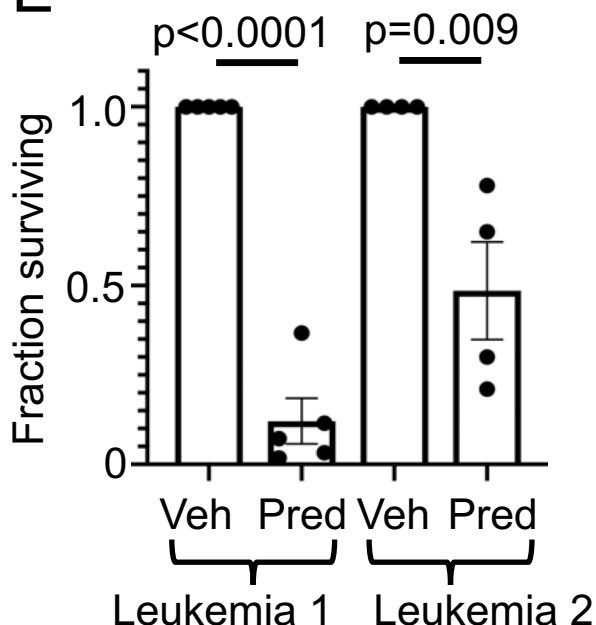 p<0.0001 p=0.009
Fraction surviving
1.0
0.5
0
Veh Pred Veh Pred
Leukemia 1 Leukemia 2